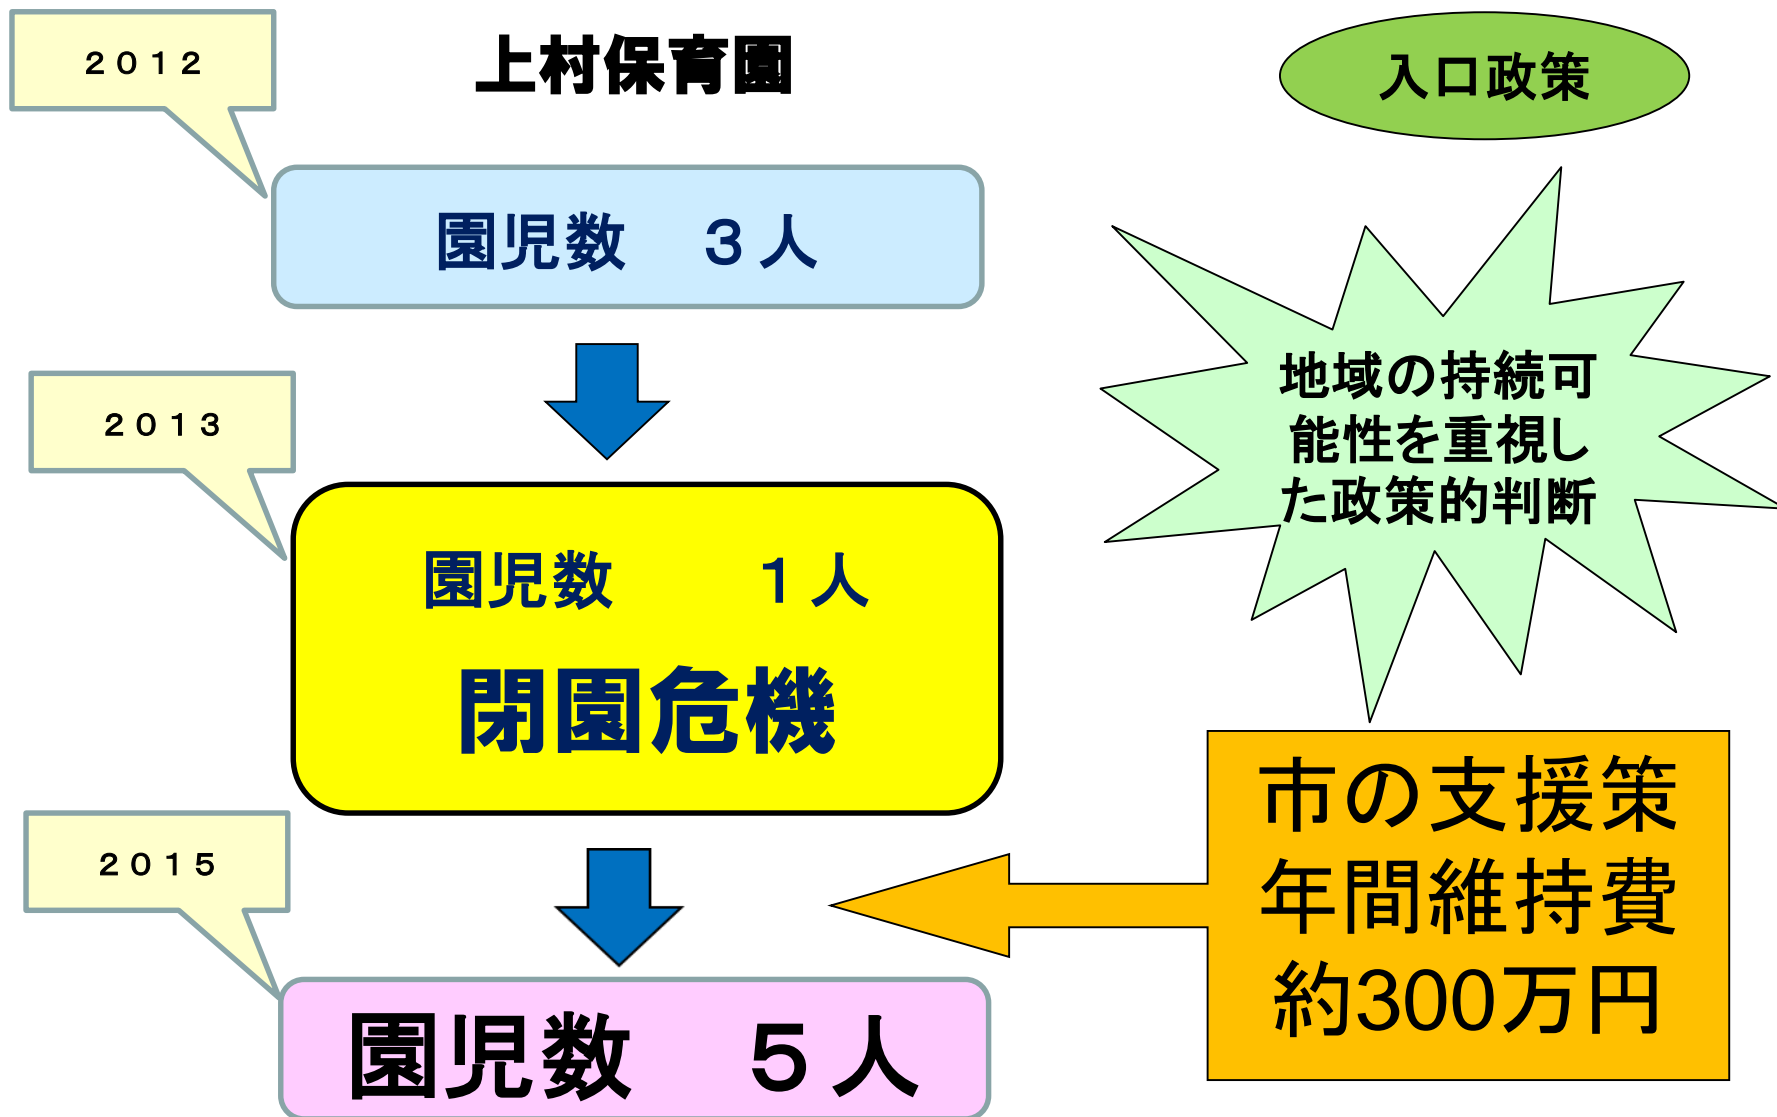 ２０１２
上村保育園
入口政策
園児数　３人
２０１３
地域の持続可
能性を重視し
た政策的判断
園児数　　１人
閉園危機
２０１５
市の支援策
年間維持費
約300万円
園児数　５人